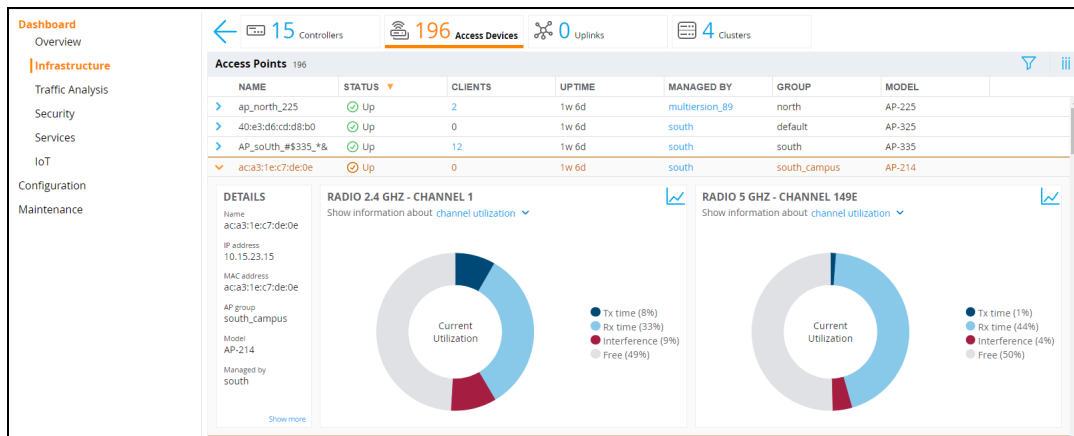 Dashboard
Overview
Infrastructure
Traffic Analysis
Security
Services
IoT
Configuration
Maintenance
15 Controllers
196 Access Devices
0 Uplinks
4 Clusters
Access Points 196
NAME STATUS CLIENTS UPTIME MANAGED BY GROUP MODEL
ap_north_225 Up 2 1w 6d multiersion_89 north AP-225
40:e3:d6:cd:d8:b0 Up 0 1w 6d south default AP-325
AP_soUth_#$335_*& Up 12 1w 6d south south AP-335
ac:a3:1e:c7:de:0e Up 0 1w 6d south south_campus AP-214
DETAILS
Name
ac:a3:1e:c7:de:0e
IP address
10.15.23.15
MAC address
ac:a3:1e:c7:de:0e
AP group
south_campus
Model
AP-214
Managed by
south
Show more
RADIO 2.4 GHZ - CHANNEL 1
Show information about channel utilization
Current
Utilization
Tx time (8%)
Rx time (33%)
Interference (9%)
Free (49%)
RADIO 5 GHZ - CHANNEL 149E
Show information about channel utilization
Current
Utilization
Tx time (1%)
Rx time (44%)
Interference (4%)
Free (50%)